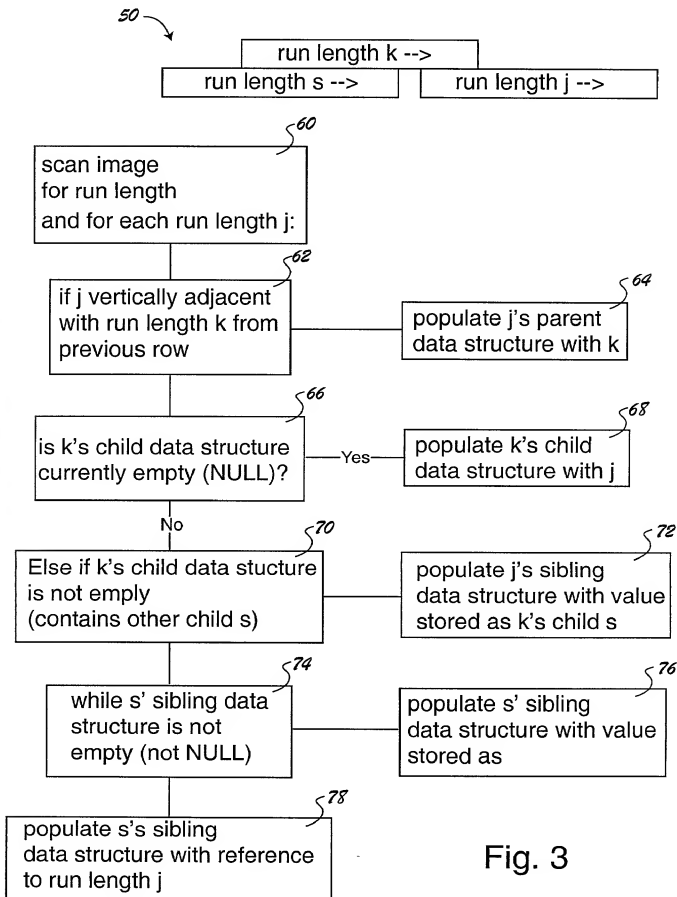 50
run length k -->
run length s -->
run length j -->
60
scan image
for run length
and for each run length j:
62
if j vertically adjacent
with run length k from
previous row
64
populate j's parent
data structure with k
66
is k's child data structure
currently empty (NULL)?
Yes
68
populate k's child
data structure with j
No
70
Else if k's child data stucture
is not emply
(contains other child s)
72
populate j's sibling
data structure with value
stored as k's child s
74
while s' sibling data
structure is not
empty (not NULL)
76
populate s' sibling
data structure with value
stored as
78
populate s's sibling
data structure with reference
to run length j
Fig. 3